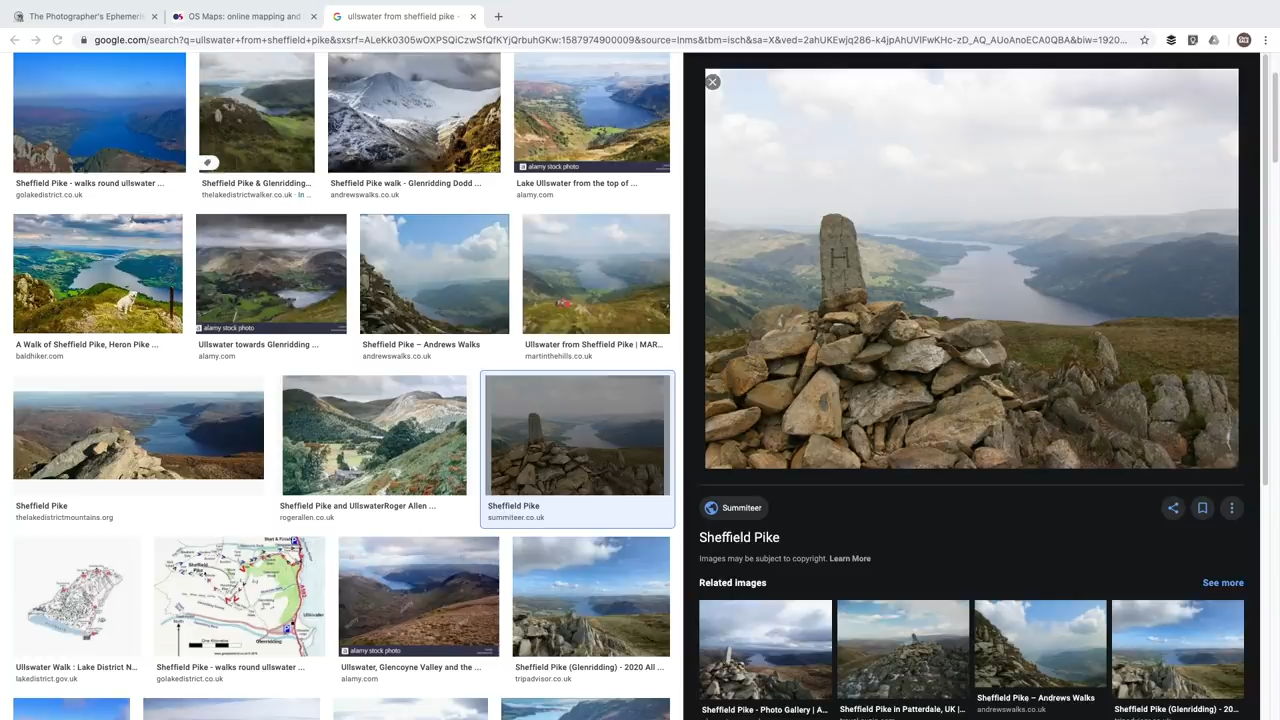 The Photographer's Ephemeris
OS Maps: online mapping and
ullswater from sheffield pike -
google.com/search?q=ullswater+from+sheffield+pike&sxsrf=ALeKk0305wOXPSQiCzwSfQfKYjQrbuhGKw:1587974900009&source=lnms&tbm=isch&sa=X&ved=2ahUKEwjq286-k4jpAhUVIFwKHc-zD_AQ_AUoAnoECA0QBA&biw=1920...
alamy stock photo
Sheffield Pike - walks round ullswater ...
golakedistrict.co.uk
Sheffield Pike & Glenridding...
thelakedistrictwalker.co.uk · In ...
Sheffield Pike walk - Glenridding Dodd ...
andrewswalks.co.uk
Lake Ullswater from the top of ...
alamy.com
alamy stock photo
A Walk of Sheffield Pike, Heron Pike ...
baldhiker.com
Ullswater towards Glenridding ...
alamy.com
Sheffield Pike – Andrews Walks
andrewswalks.co.uk
Ullswater from Sheffield Pike | MAR...
martinthehills.co.uk
Sheffield Pike
thelakedistrictmountains.org
Sheffield Pike and UllswaterRoger Allen ...
rogerallen.co.uk
Sheffield Pike
summiteer.co.uk
Start & Finish
Sheffield
Pike
Ullswater
One Kilometre
Glenridding
alamy stock photo
Ullswater Walk : Lake District N...
lakedistrict.gov.uk
Sheffield Pike - walks round ullswater ...
golakedistrict.co.uk
Ullswater, Glencoyne Valley and the ...
alamy.com
Sheffield Pike (Glenridding) - 2020 All ...
tripadvisor.co.uk
H
Summiteer
Sheffield Pike
Images may be subject to copyright. Learn More
Related images
See more
Sheffield Pike - Photo Gallery | A...
Sheffield Pike in Patterdale, UK |...
Sheffield Pike – Andrews Walks
andrewswalks.co.uk
Sheffield Pike (Glenridding) - 20...